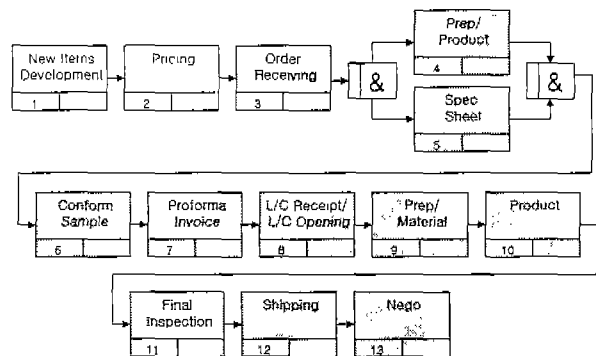 New Items
Development
1
Pricing
2
Order
Receiving
3
&
Prep/
Product
4
Spec
Sheet
5
&
Conform
Sample
6
Proforma
Invoice
7
L/C Receipt/
L/C Opening
8
Prep/
Material
9
Product
10
Final
Inspection
11
Shipping
12
Nego
13